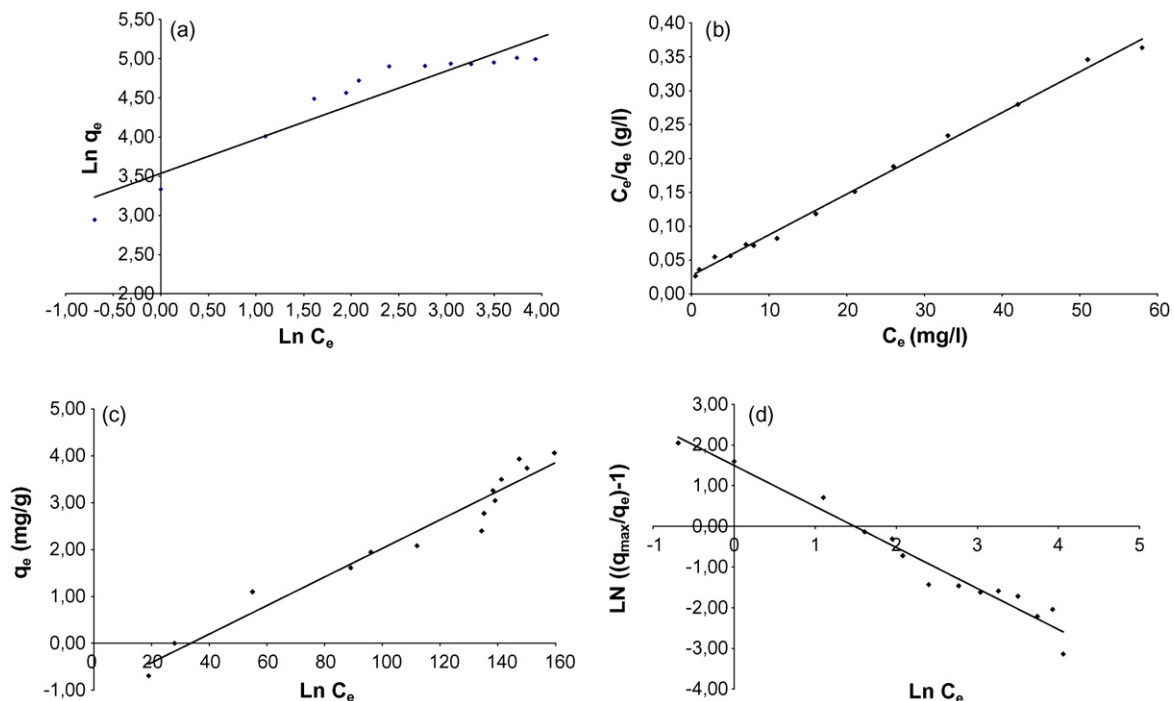 (a)
5,50
5,00
4,50
4,00
3,50
3,00
2,50
2,00
Ln qe
-1,00 -0,50 0,00 0,50 1,00 1,50 2,00 2,50 3,00 3,50 4,00
Ln Ce
(b)
0,40
0,35
0,30
0,25
0,20
0,15
0,10
0,05
0,00
Ce/qe (g/l)
0 10 20 30 40 50 60
Ce (mg/l)
(c)
5,00
4,00
3,00
2,00
1,00
0,00
-1,00
qe (mg/g)
0 20 40 60 80 100 120 140 160
Ln Ce
(d)
3,00
2,00
1,00
0,00
-1,00
-2,00
-3,00
-4,00
LN ((qmax/qe)-1)
-1 0 1 2 3 4 5
Ln Ce